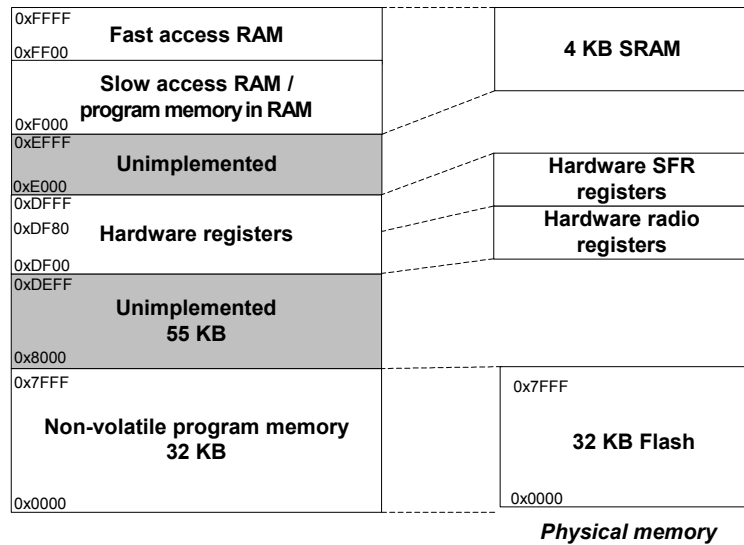 0xFFFF
Fast access RAM
0xFF00
Slow access RAM /
program memory in RAM
0xF000
0xEFFF
Unimplemented
0xE000
0xDFFF
0xDF80
Hardware registers
0xDF00
0xDEFF
Unimplemented
55 KB
0x8000
0x7FFF
Non-volatile program memory
32 KB
0x0000
4 KB SRAM
Hardware SFR
registers
Hardware radio
registers
0x7FFF
32 KB Flash
0x0000
Physical memory